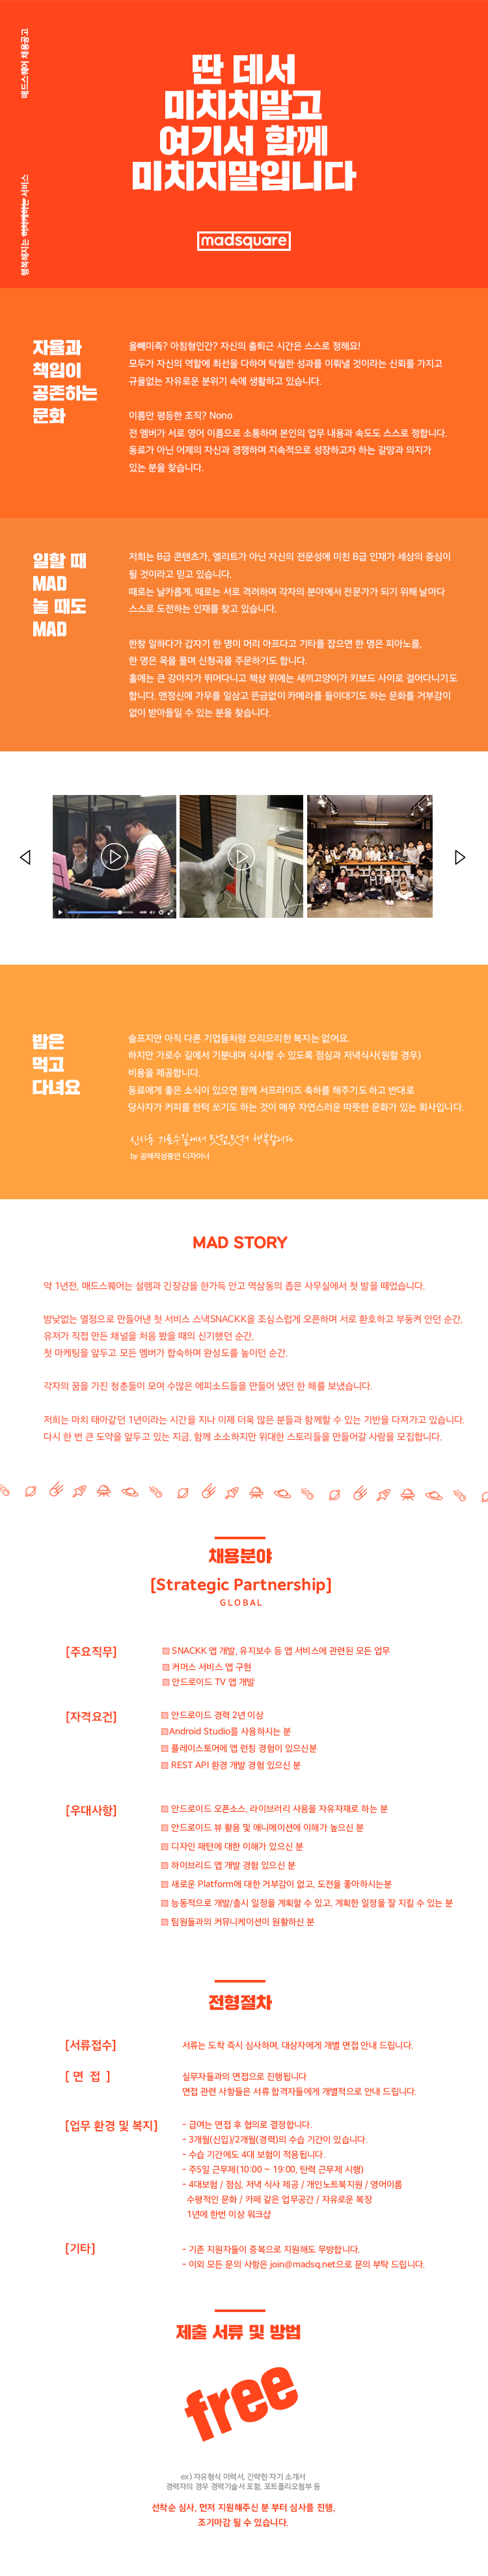 매드스퀘어 채용공고
행복해지는 미치게하는 서비스
딴 데서
미치치말고
여기서 함께
미치지말입니다
madsquare
자율과
책임이
공존하는
문화
올빼미족? 아침형인간? 자신의 출퇴근 시간은 스스로 정해요!
모두가 자신의 역할에 최선을 다하여 탁월한 성과를 이뤄낼 것이라는 신뢰를 가지고
규율없는 자유로운 분위기 속에 생활하고 있습니다.
이름만 평등한 조직? Nono
전 멤버가 서로 영어 이름으로 소통하며 본인의 업무 내용과 속도도 스스로 정합니다.
동료가 아닌 어제의 자신과 경쟁하며 지속적으로 성장하고자 하는 갈망과 의지가
있는 분을 찾습니다.
일할 때
MAD
놀 때도
MAD
저희는 B급 콘텐츠가, 엘리트가 아닌 자신의 전문성에 미친 B급 인재가 세상의 중심이
될 것이라고 믿고 있습니다.
때로는 날카롭게, 때로는 서로 격려하며 각자의 분야에서 전문가가 되기 위해 날마다
스스로 도전하는 인재를 찾고 있습니다.
한창 일하다가 갑자기 한 명이 머리 아프다고 기타를 잡으면 한 명은 피아노를,
한 명은 목을 풀며 신청곡을 주문하기도 합니다.
홀에는 큰 강아지가 뛰어다니고 책상 위에는 새끼고양이가 키보드 사이로 걸어다니기도
합니다. 맨정신에 가무를 일삼고 뜬금없이 카메라를 들이대기도 하는 문화를 거부감이
없이 받아들일 수 있는 분을 찾습니다.
밥은
먹고
다녀요
슬프지만 아직 다른 기업들처럼 으리으리한 복지는 없어요.
하지만 가로수 길에서 기분내며 식사할 수 있도록 점심과 저녁식사(원할 경우)
비용을 제공합니다.
동료에게 좋은 소식이 있으면 함께 서프라이즈 축하를 해주기도 하고 반대로
당사자가 커피를 한턱 쏘기도 하는 것이 매우 자연스러운 따뜻한 문화가 있는 회사입니다.
신사동 가로수길에서 맛점,맛저 행복합니다
by 공채작성중인 디자이너
MAD STORY
약 1년전, 매드스퀘어는 설렘과 긴장감을 한가득 안고 역삼동의 좁은 사무실에서 첫 발을 떼었습니다.
밤낮없는 열정으로 만들어낸 첫 서비스 스낵SNACKK을 조심스럽게 오픈하며 서로 환호하고 부둥켜 안던 순간,
유저가 직접 만든 채널을 처음 봤을 때의 신기했던 순간,
첫 마케팅을 앞두고 모든 멤버가 합숙하며 완성도를 높이던 순간.
각자의 꿈을 가진 청춘들이 모여 수많은 에피소드들을 만들어 냈던 한 해를 보냈습니다.
저희는 마치 태아같던 1년이라는 시간을 지나 이제 더욱 많은 분들과 함께할 수 있는 기반을 다져가고 있습니다.
다시 한 번 큰 도약을 앞두고 있는 지금, 함께 소소하지만 위대한 스토리들을 만들어갈 사람을 모집합니다.
채용분야
[Strategic Partnership]
GLOBAL
[주요직무]
▨ SNACKK 앱 개발, 유지보수 등 앱 서비스에 관련된 모든 업무
▨ 커머스 서비스 앱 구현
▨ 안드로이드 TV 앱 개발
[자격요건]
▨ 안드로이드 경력 2년 이상
▨Android Studio를 사용하시는 분
▨ 플레이스토어에 앱 런칭 경험이 있으신분
▨ REST API 환경 개발 경험 있으신 분
[우대사항]
▨ 안드로이드 오픈소스, 라이브러리 사용을 자유자재로 하는 분
▨ 안드로이드 뷰 활용 및 애니메이션에 이해가 높으신 분
▨ 디자인 패턴에 대한 이해가 있으신 분
▨ 하이브리드 앱 개발 경험 있으신 분
▨ 새로운 Platform에 대한 거부감이 없고, 도전을 좋아하시는분
▨ 능동적으로 개발/출시 일정을 계획할 수 있고, 계획한 일정을 잘 지킬 수 있는 분
▨ 팀원들과의 커뮤니케이션이 원활하신 분
전형절차
[서류접수]
서류는 도착 즉시 심사하며, 대상자에게 개별 면접 안내 드립니다.
[ 면 접 ]
실무자들과의 면접으로 진행됩니다
면접 관련 사항들은 서류 합격자들에게 개별적으로 안내 드립니다.
[업무 환경 및 복지]
- 급여는 면접 후 협의로 결정합니다.
- 3개월(신입)/2개월(경력)의 수습 기간이 있습니다.
- 수습 기간에도 4대 보험이 적용됩니다.
- 주5일 근무제(10:00 ~ 19:00, 탄력 근무제 시행)
- 4대보험 / 점심, 저녁 식사 제공 / 개인노트북지원 / 영어이름
수평적인 문화 / 카페 같은 업무공간 / 자유로운 복장
1년에 한번 이상 워크샵
[기타]
- 기존 지원자들이 중복으로 지원해도 무방합니다.
- 이외 모든 문의 사항은 join@madsq.net으로 문의 부탁 드립니다.
제출 서류 및 방법
free
ex) 자유형식 이력서, 간략한 자기 소개서
경력자의 경우 경력기술서 포함, 포트폴리오첨부 등
선착순 심사, 먼저 지원해주신 분 부터 심사를 진행,
조기마감 될 수 있습니다.